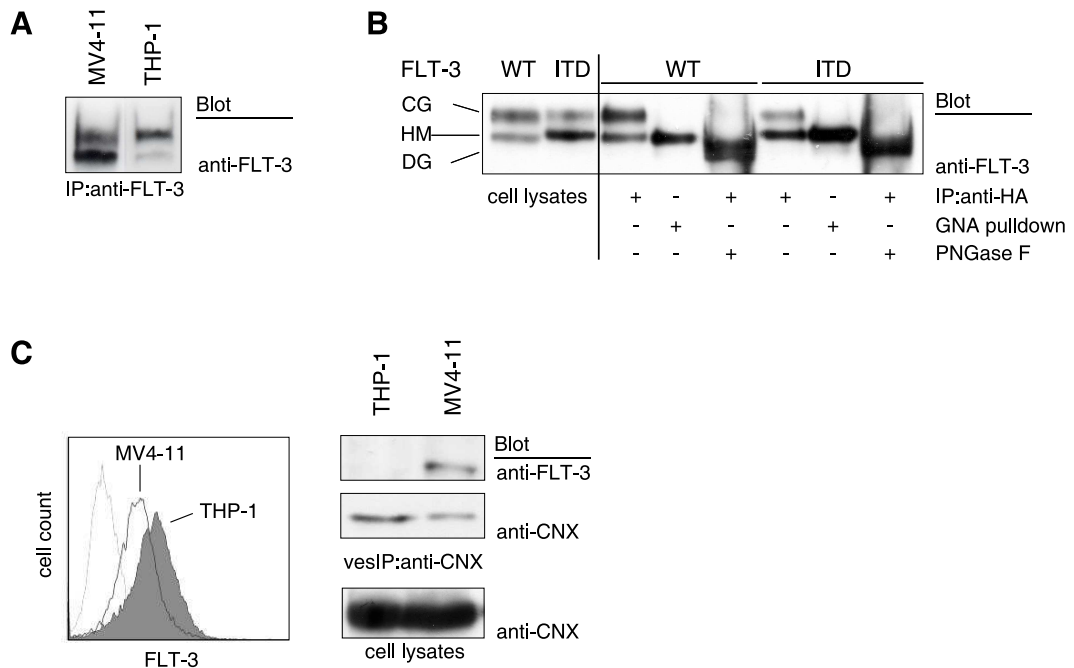 A
MV4-11
THP-1
Blot
anti-FLT-3
IP:anti-FLT-3
B
FLT-3 WT ITD WT ITD
CG
HM
DG
Blot
anti-FLT-3
cell lysates
+ - + + - + IP:anti-HA
- + - - + - GNA pulldown
- - + - - + PNGase F
C
MV4-11
THP-1
cell count
FLT-3
THP-1
MV4-11
Blot
anti-FLT-3
anti-CNX
vesIP:anti-CNX
anti-CNX
cell lysates